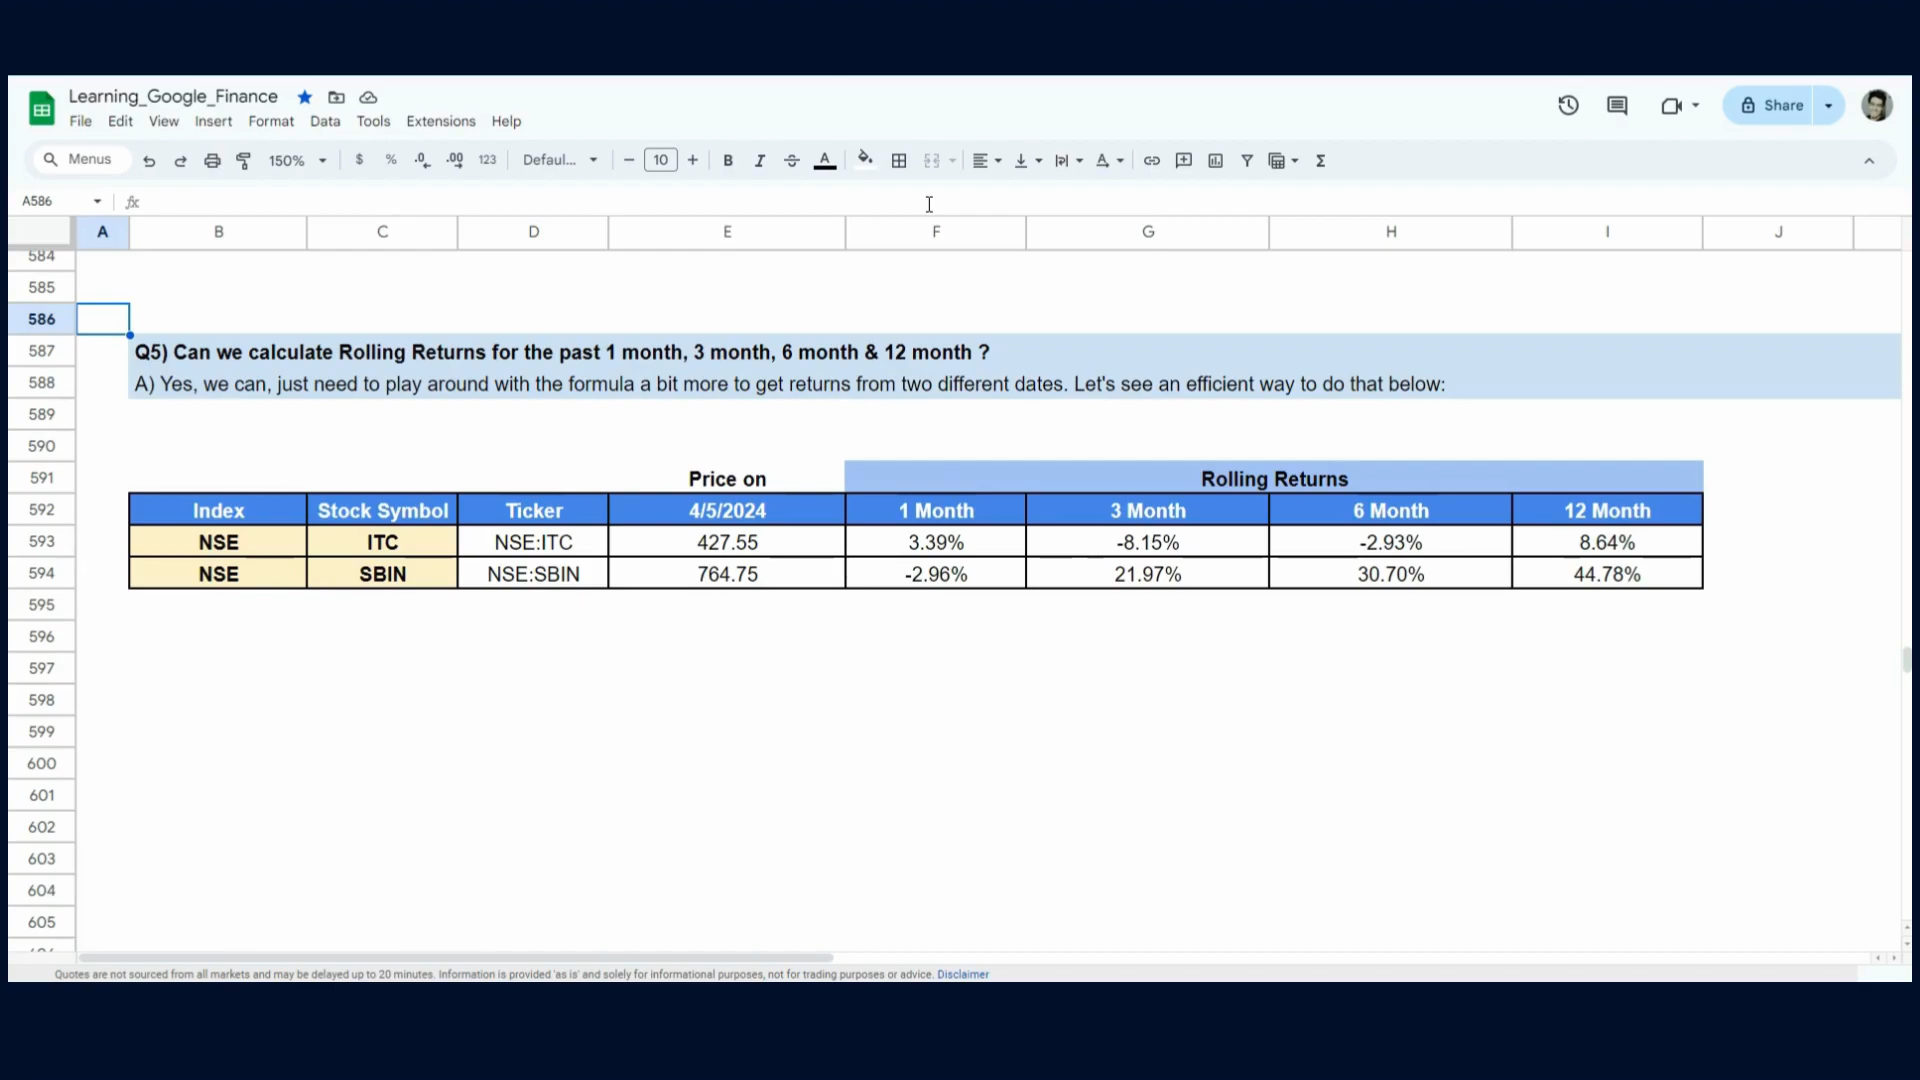 Learning_Google_Finance
File Edit View Insert Format Data Tools Extensions Help
Share
Menus 150% $ % .0 .00 123 Defaul... − 10 + B I A Σ
A586 fx
A B C D E F G H I J
584
585
586
587 Q5) Can we calculate Rolling Returns for the past 1 month, 3 month, 6 month & 12 month ?
588 A) Yes, we can, just need to play around with the formula a bit more to get returns from two different dates. Let's see an efficient way to do that below:
589
590
591 Price on Rolling Returns
592 Index Stock Symbol Ticker 4/5/2024 1 Month 3 Month 6 Month 12 Month
593 NSE ITC NSE:ITC 427.55 3.39% -8.15% -2.93% 8.64%
594 NSE SBIN NSE:SBIN 764.75 -2.96% 21.97% 30.70% 44.78%
595
596
597
598
599
600
601
602
603
604
605
Quotes are not sourced from all markets and may be delayed up to 20 minutes. Information is provided 'as is' and solely for informational purposes, not for trading purposes or advice. Disclaimer